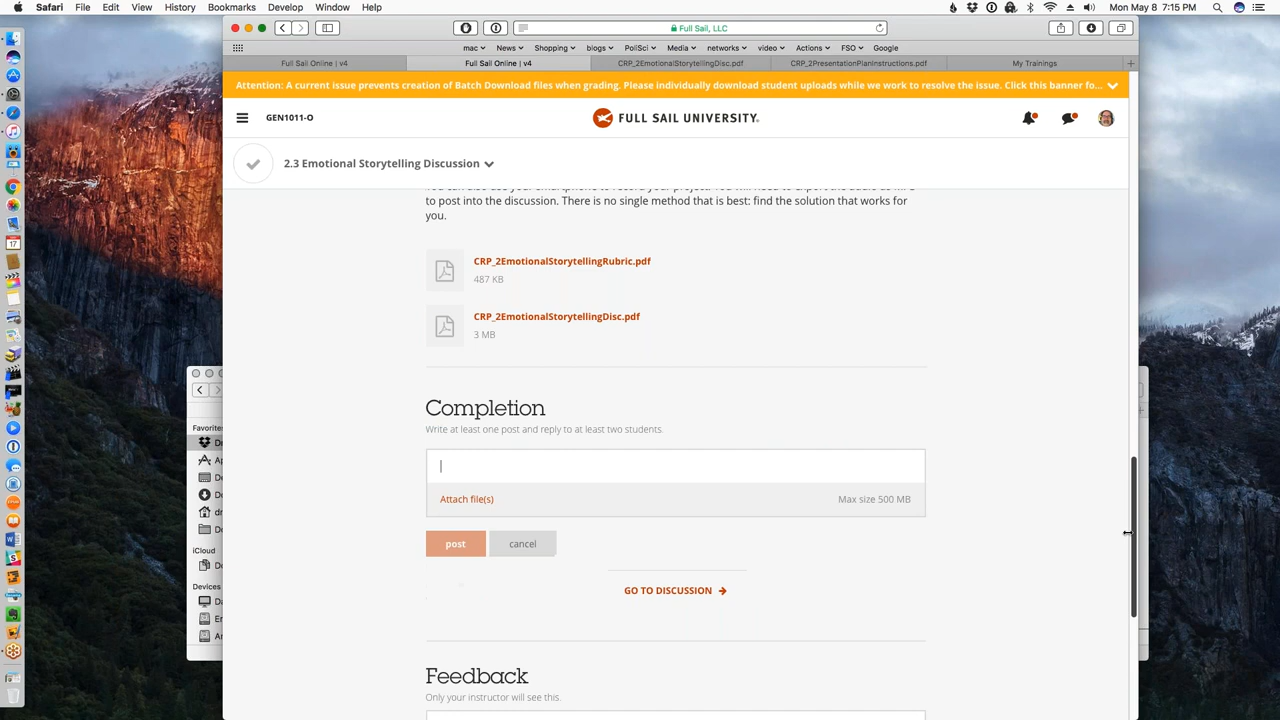 Safari File Edit View History Bookmarks Develop Window Help
Mon May 8 7:15 PM
Full Sail, LLC
mac News Shopping blogs PoliSci Media networks video Actions FSO Google
Full Sail Online | v4
Full Sail Online | v4
CRP_2EmotionalStorytellingDisc.pdf
CRP_2PresentationPlanInstructions.pdf
My Trainings
Attention: A current issue prevents creation of Batch Download files when grading. Please individually download student uploads while we work to resolve the issue. Click this banner fo...
GEN1011-O
FULL SAIL UNIVERSITY.
2.3 Emotional Storytelling Discussion
to post into the discussion. There is no single method that is best: find the solution that works for
you.
CRP_2EmotionalStorytellingRubric.pdf
487 KB
CRP_2EmotionalStorytellingDisc.pdf
3 MB
Completion
Write at least one post and reply to at least two students.
Attach file(s)
Max size 500 MB
post
cancel
GO TO DISCUSSION
Feedback
Only your instructor will see this.
17
Favorites
iCloud
Devices